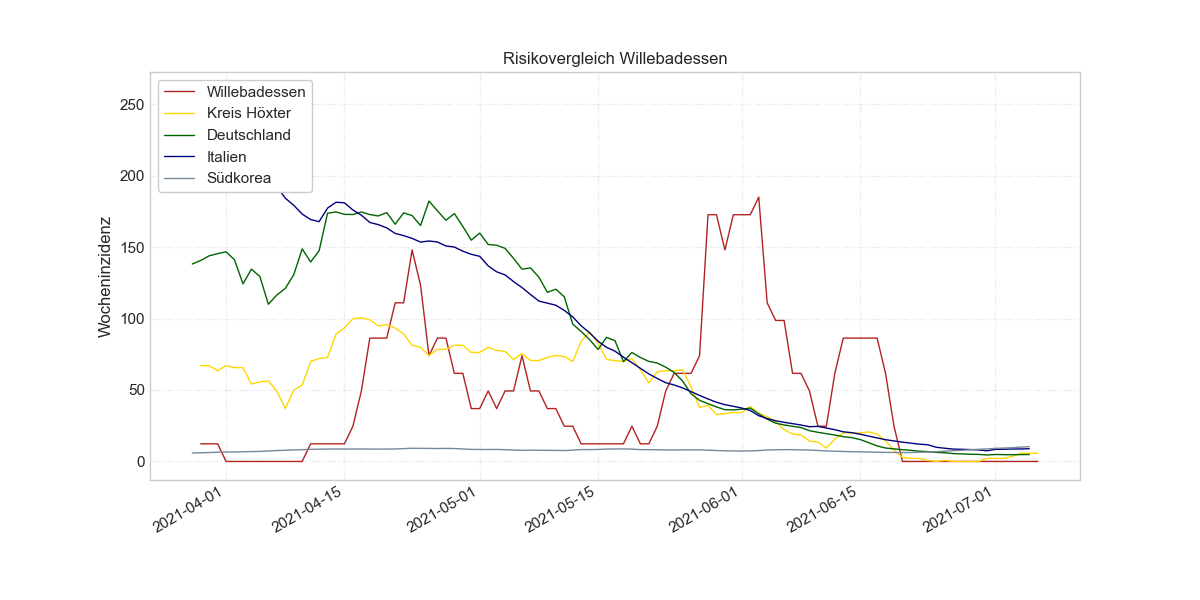 Risikovergleich Willebadessen
Willebadessen
Kreis Höxter
Deutschland
Italien
Südkorea
Wocheninzidenz
250
200
150
100
50
0
2021-04-01
2021-04-15
2021-05-01
2021-05-15
2021-06-01
2021-06-15
2021-07-01